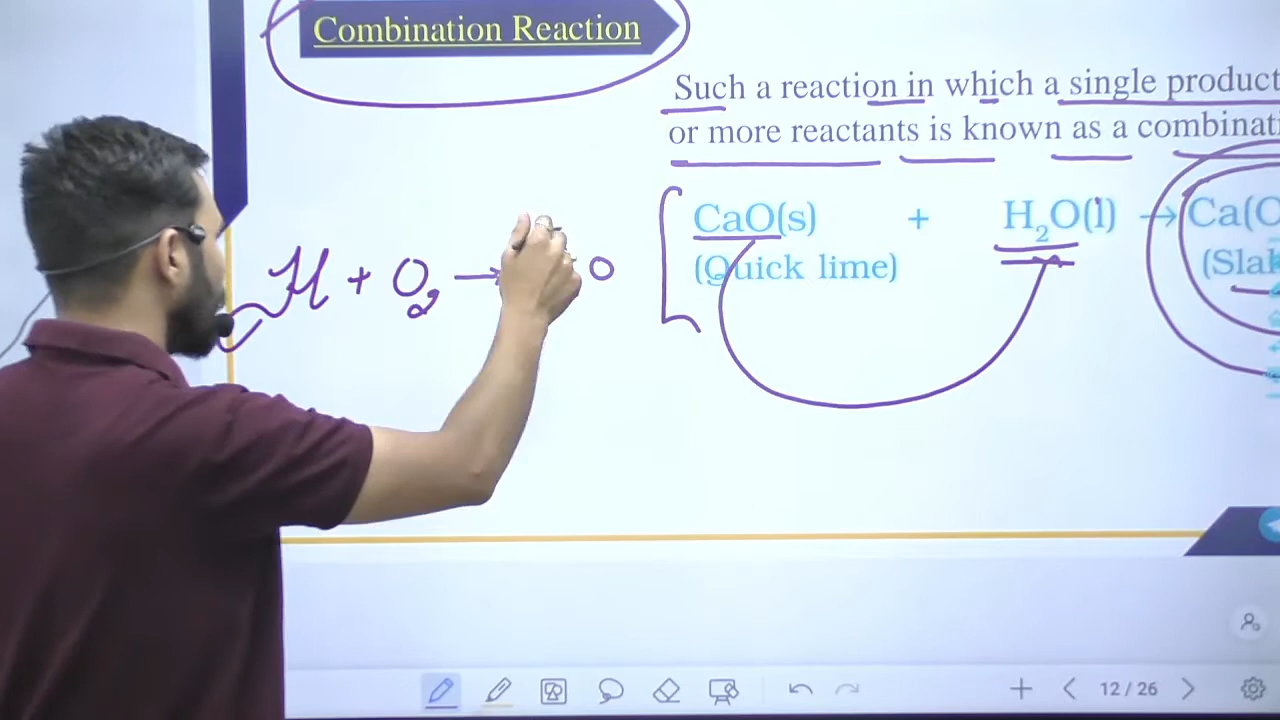 Combination Reaction
Such a reaction in which a single product
or more reactants is known as a combinati
CaO(s) + H₂O(l) → Ca(O
(Quick lime) (Slak
H + O₂ → O
12 / 26